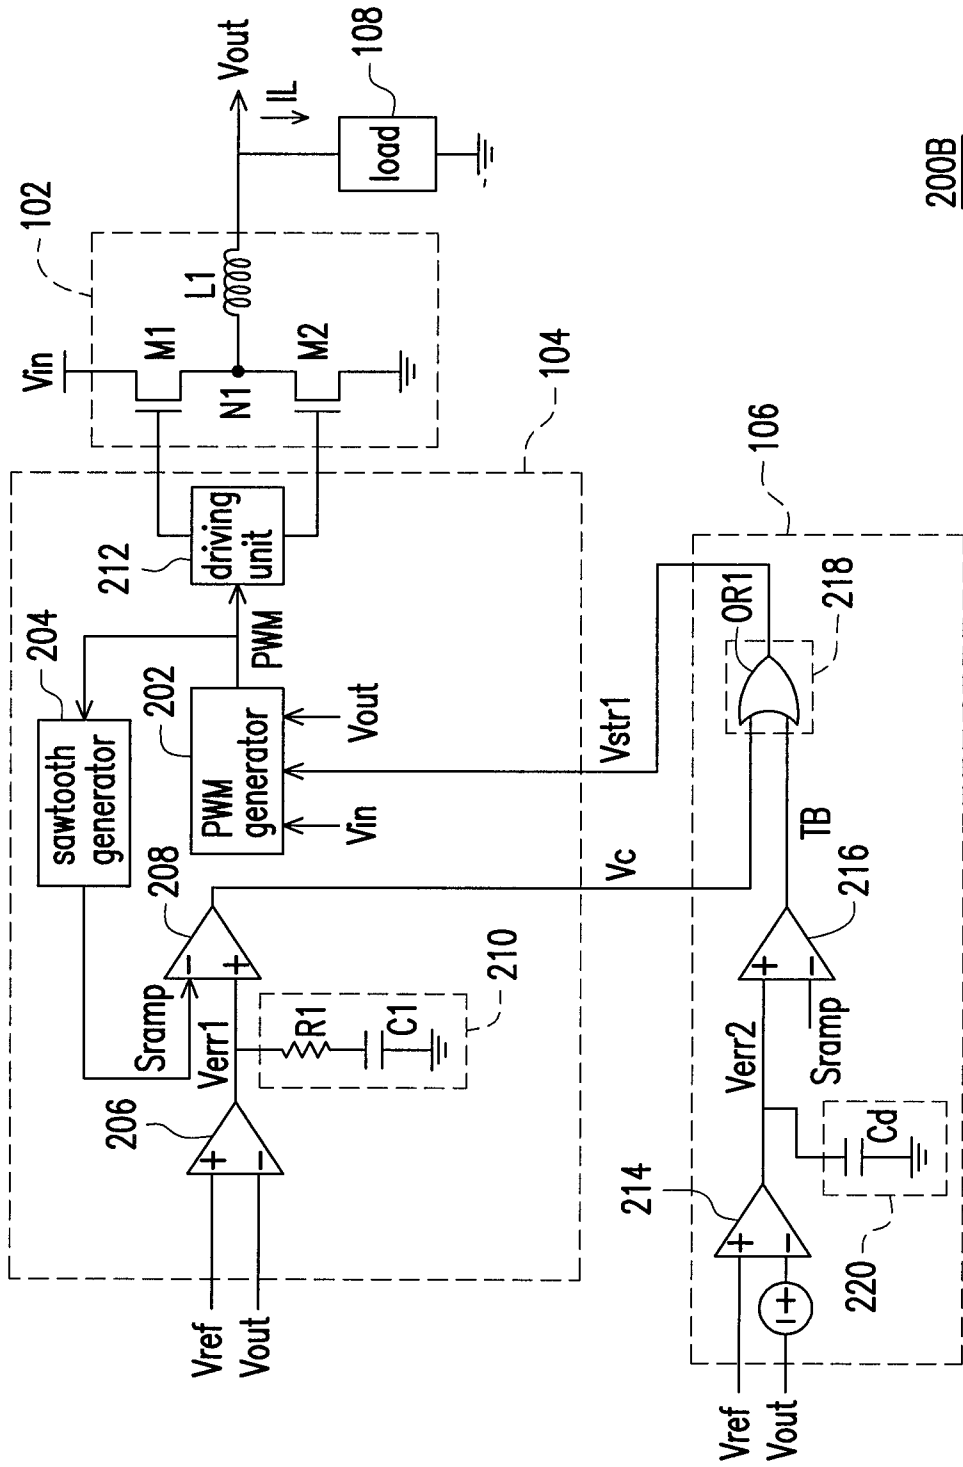 102
Vin
M1
L1
N1
M2
Vout
IL
load
108
104
204
sawtooth
generator
212
driving
unit
PWM
202
PWM
generator
Vin
Vout
208
−
+
Sramp
Verr1
206
+
−
Vref
Vout
R1
C1
210
Vc
Vstr1
106
OR1
218
TB
216
+
−
Verr2
Sramp
214
+
−
Cd
220
− +
Vref
Vout
200B